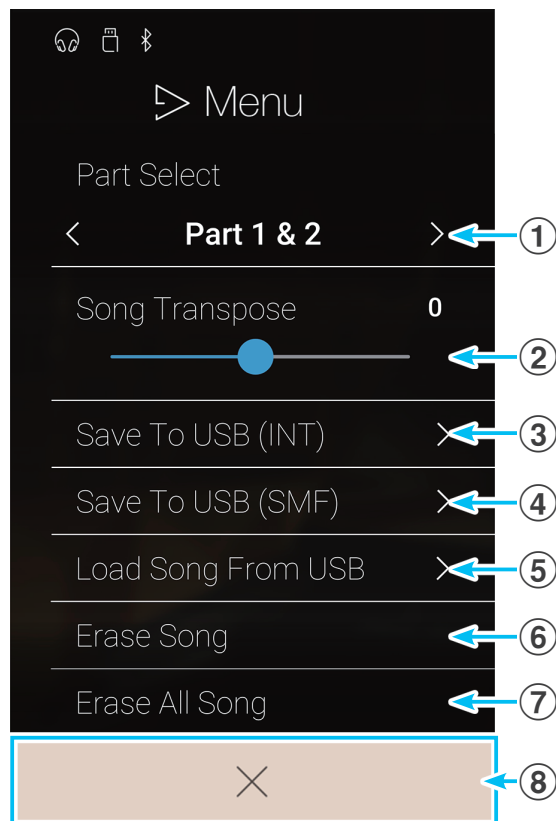 Menu
Part Select
Part 1 & 2 ①
Song Transpose 0
②
Save To USB (INT) ③
Save To USB (SMF) ④
Load Song From USB ⑤
Erase Song ⑥
Erase All Song ⑦
⑧